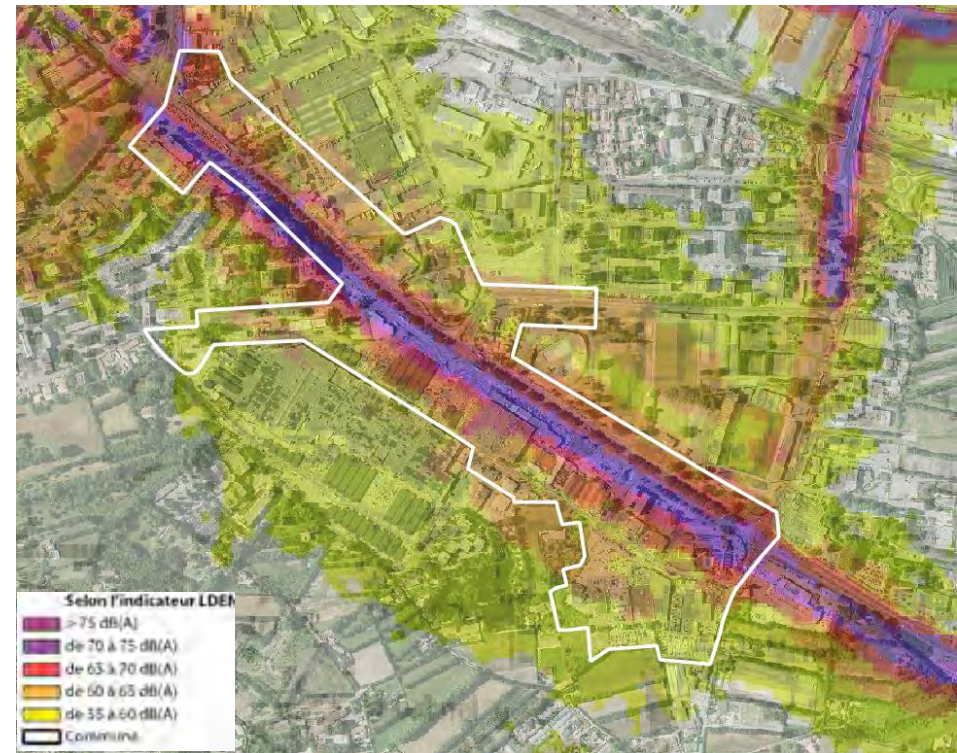 Selon l'indicateur LDEN
> 75 dB(A)
de 70 à 75 dB(A)
de 65 à 70 dB(A)
de 60 à 65 dB(A)
de 55 à 60 dB(A)
Commune